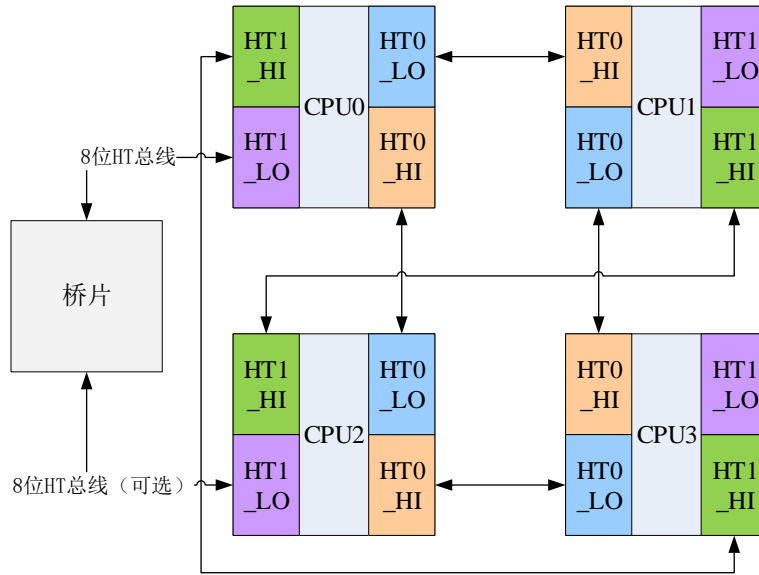 HT1
_HI
HT0
_LO
CPU0
HT1
_LO
HT0
_HI
HT0
_HI
HT1
_LO
CPU1
HT0
_LO
HT1
_HI
8位HT总线
桥片
8位HT总线（可选）
HT1
_HI
HT0
_LO
CPU2
HT1
_LO
HT0
_HI
HT0
_HI
HT1
_LO
CPU3
HT0
_LO
HT1
_HI